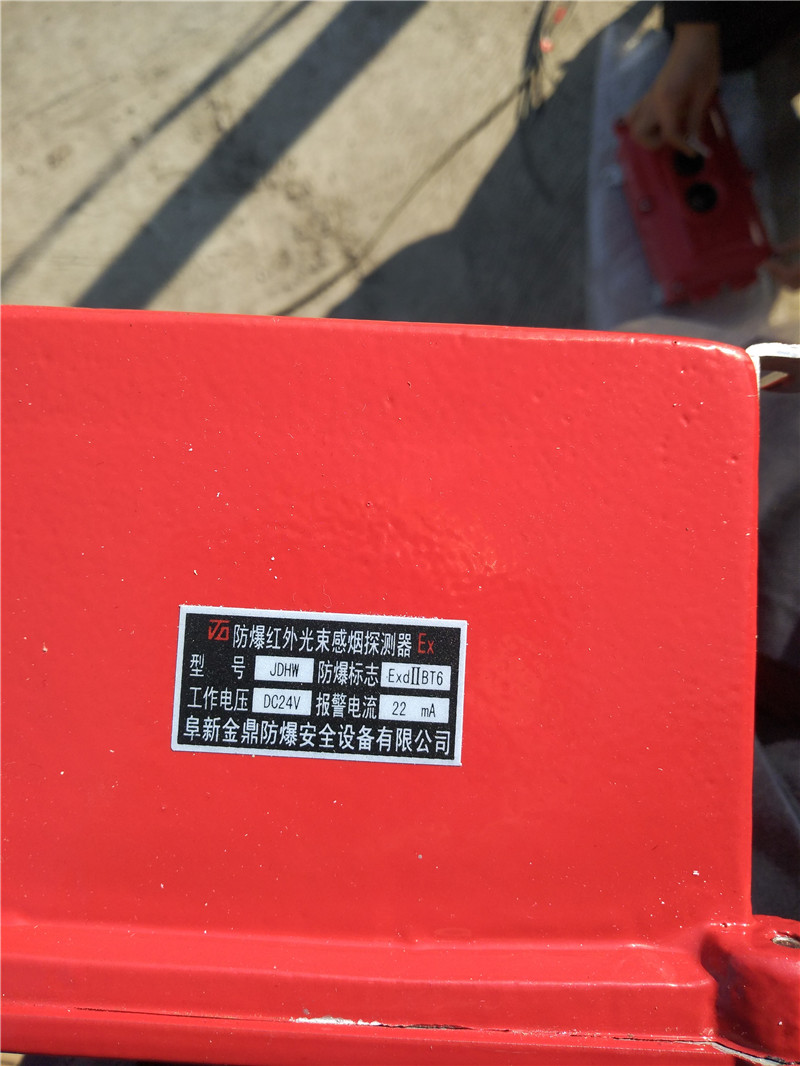 JD 防爆红外光束感烟探测器 Ex
型 号 JDHW 防爆标志 ExdⅡBT6
工作电压 DC24V 报警电流 22 mA
阜新金鼎防爆安全设备有限公司